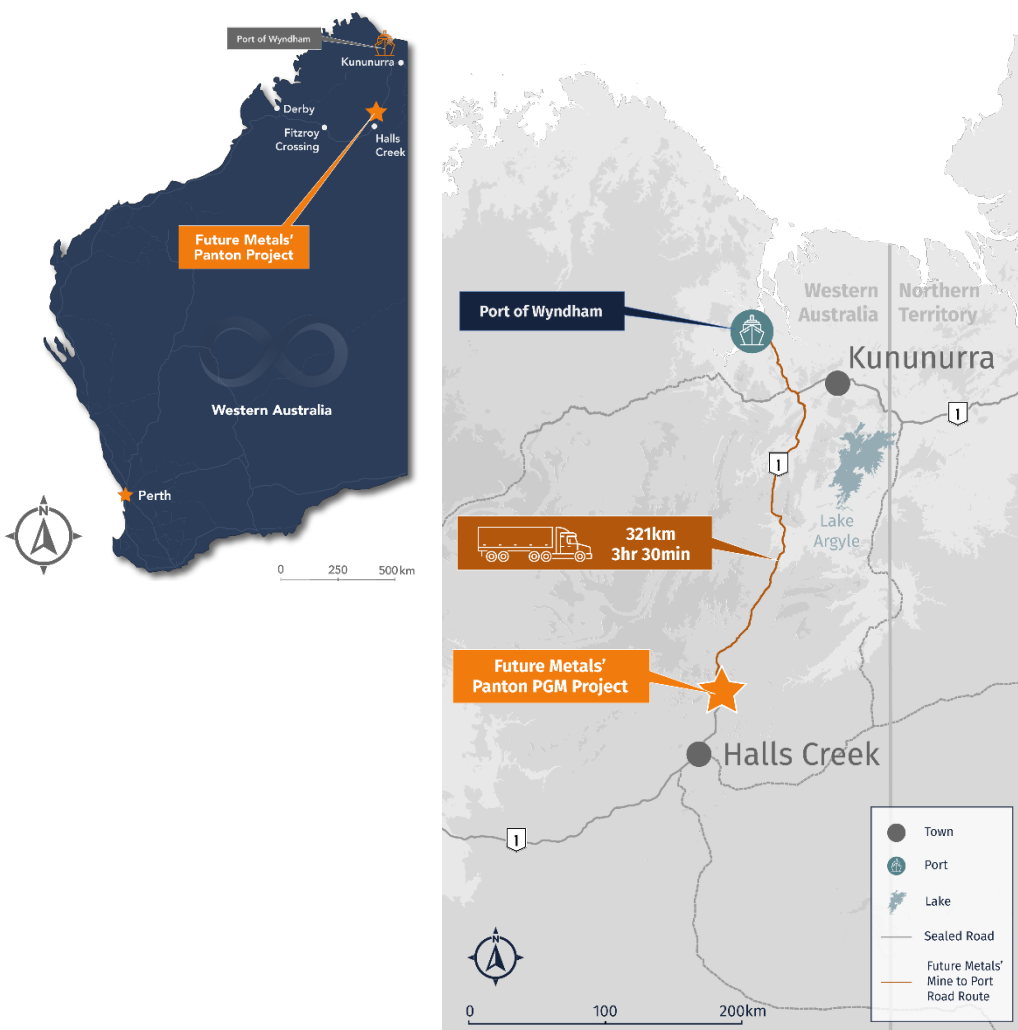 Port of Wyndham
Kununurra
Derby
Fitzroy
Crossing
Halls
Creek
Future Metals'
Panton Project
Western Australia
Perth
N
0 250 500 km
Western
Australia
Northern
Territory
Port of Wyndham
Kununurra
1
1
Lake
Argyle
321km
3hr 30min
Future Metals'
Panton PGM Project
Halls Creek
1
Town
Port
Lake
Sealed Road
Future Metals'
Mine to Port
Road Route
N
0 100 200km